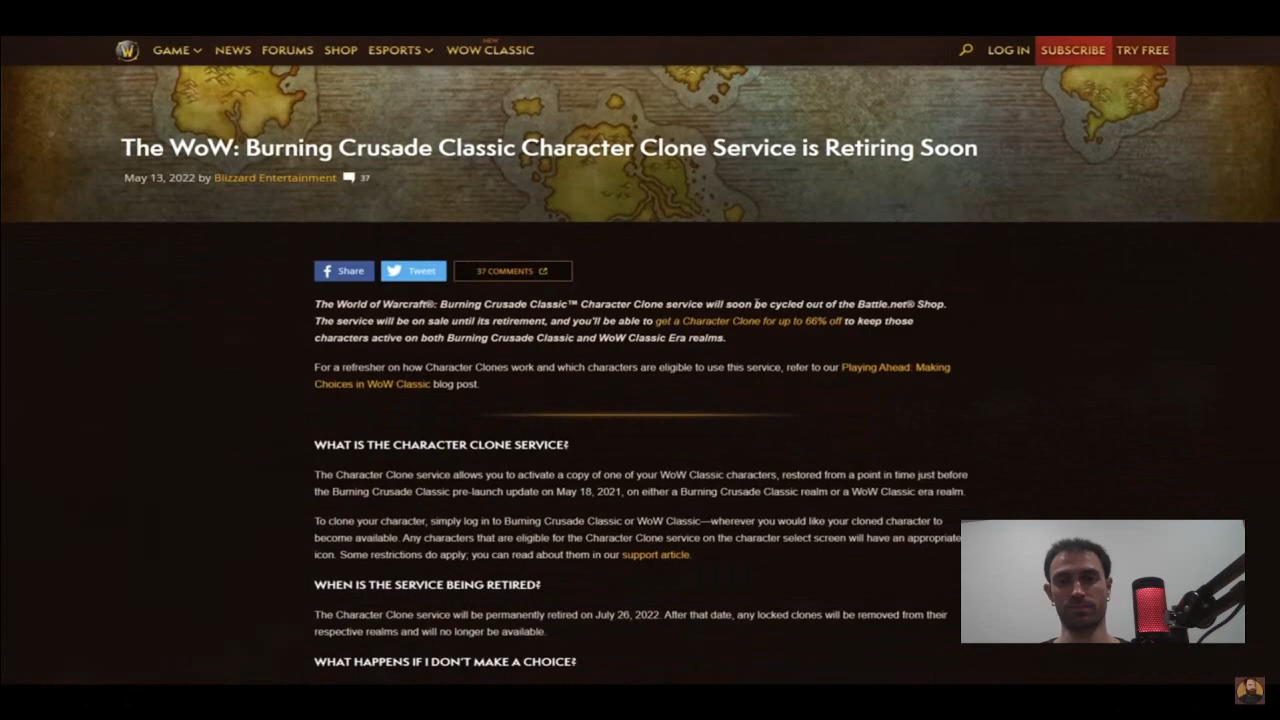 NEW
GAME NEWS FORUMS SHOP ESPORTS WOW CLASSIC LOG IN SUBSCRIBE TRY FREE
The WoW: Burning Crusade Classic Character Clone Service is Retiring Soon
May 13, 2022 by Blizzard Entertainment 37
Share Tweet 37 COMMENTS
The World of Warcraft®: Burning Crusade Classic™ Character Clone service will soon be cycled out of the Battle.net® Shop.
The service will be on sale until its retirement, and you'll be able to get a Character Clone for up to 66% off to keep those
characters active on both Burning Crusade Classic and WoW Classic Era realms.
For a refresher on how Character Clones work and which characters are eligible to use this service, refer to our Playing Ahead: Making
Choices in WoW Classic blog post.
WHAT IS THE CHARACTER CLONE SERVICE?
The Character Clone service allows you to activate a copy of one of your WoW Classic characters, restored from a point in time just before
the Burning Crusade Classic pre-launch update on May 18, 2021, on either a Burning Crusade Classic realm or a WoW Classic era realm.
To clone your character, simply log in to Burning Crusade Classic or WoW Classic—wherever you would like your cloned character to
become available. Any characters that are eligible for the Character Clone service on the character select screen will have an appropriate
icon. Some restrictions do apply; you can read about them in our support article.
WHEN IS THE SERVICE BEING RETIRED?
The Character Clone service will be permanently retired on July 26, 2022. After that date, any locked clones will be removed from their
respective realms and will no longer be available.
WHAT HAPPENS IF I DON'T MAKE A CHOICE?